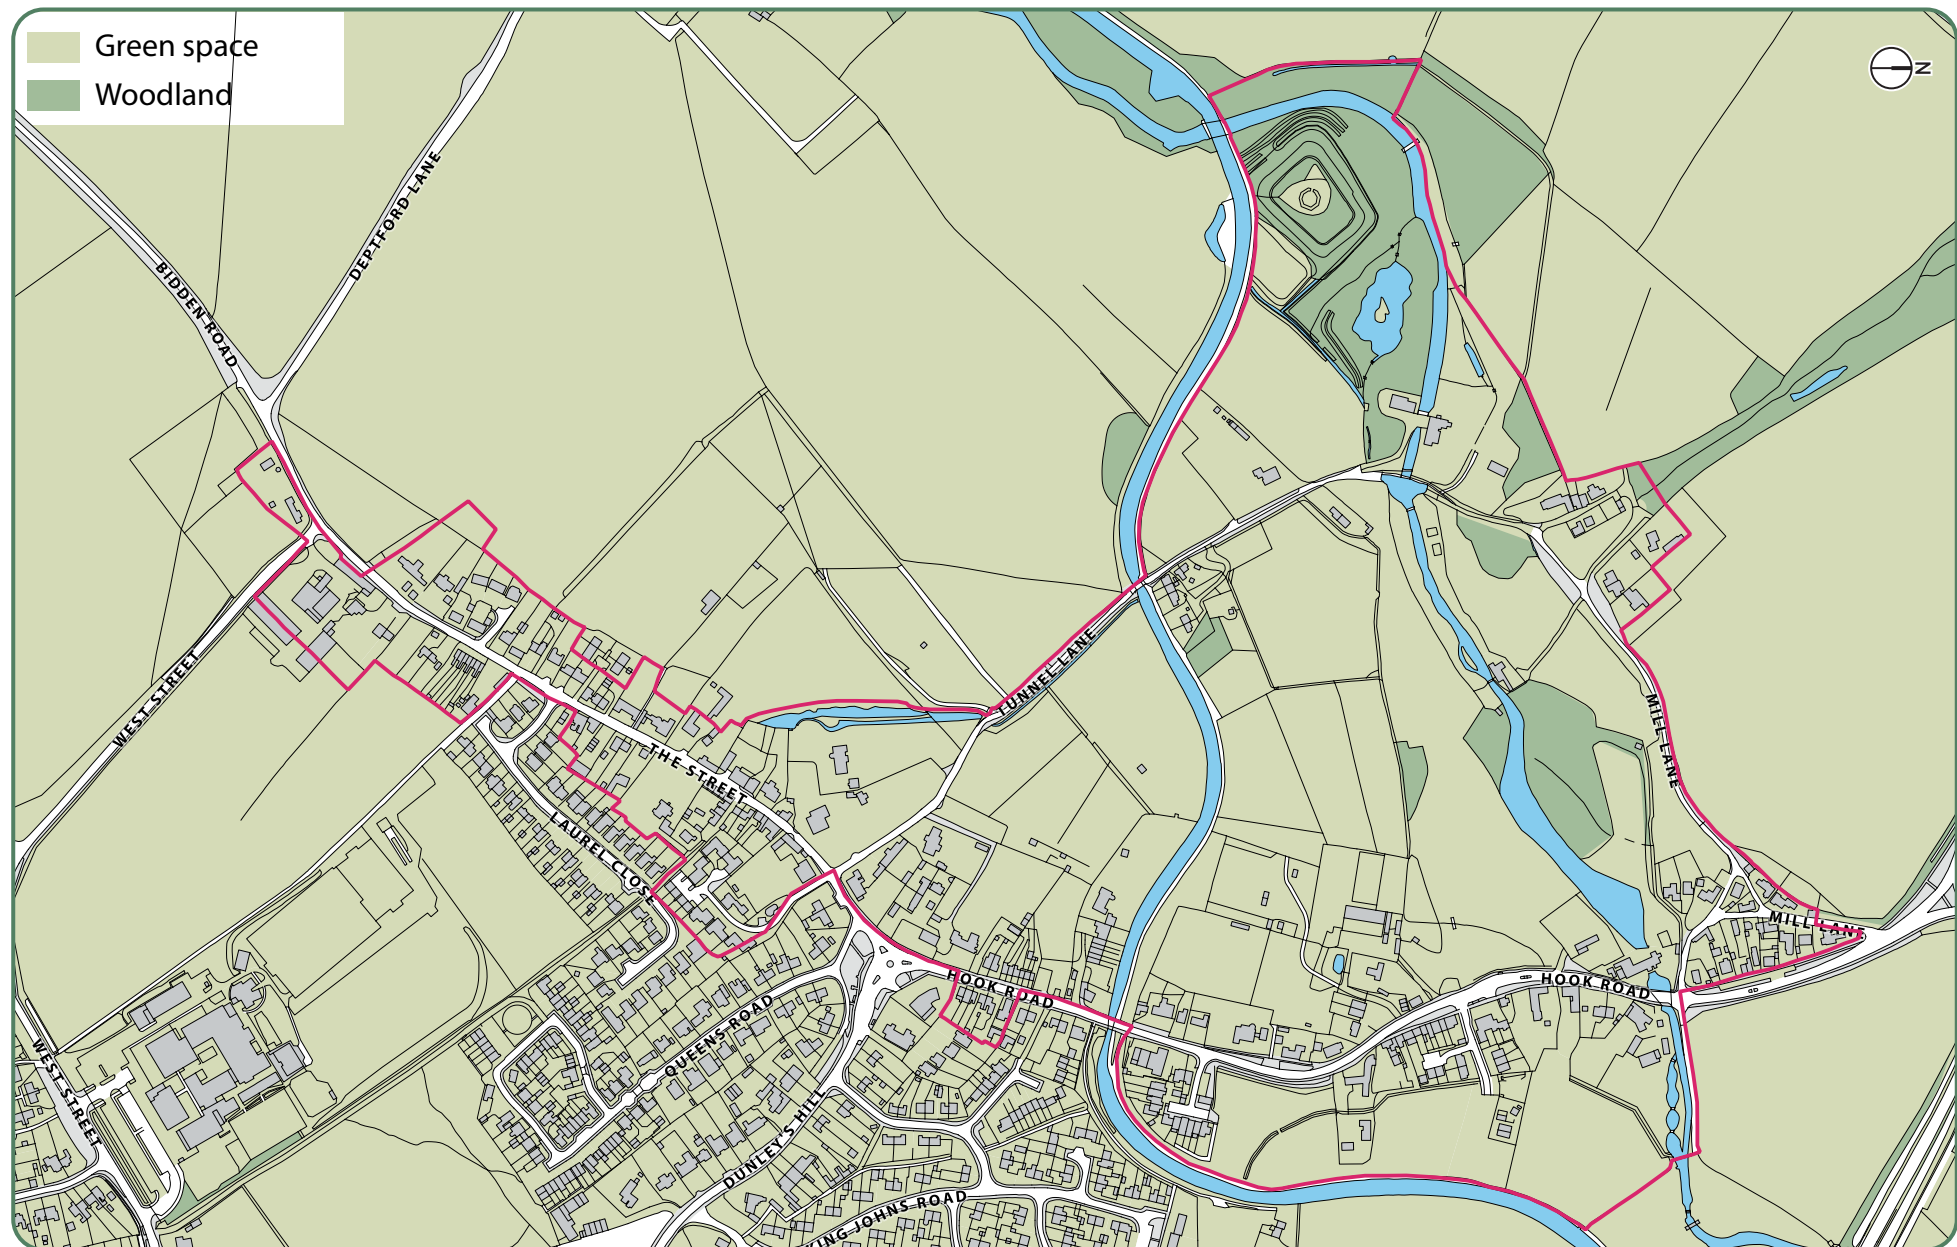 Green space
Woodland
N
DEPTFORD LANE
BIDDEN ROAD
WEST STREET
TUNNEL LANE
THE STREET
MILL LANE
LAUREL CLOSE
MILL LANE
HOOK ROAD
HOOK ROAD
QUEENS ROAD
WEST STREET
DUNLEY'S HILL
KING JOHNS ROAD